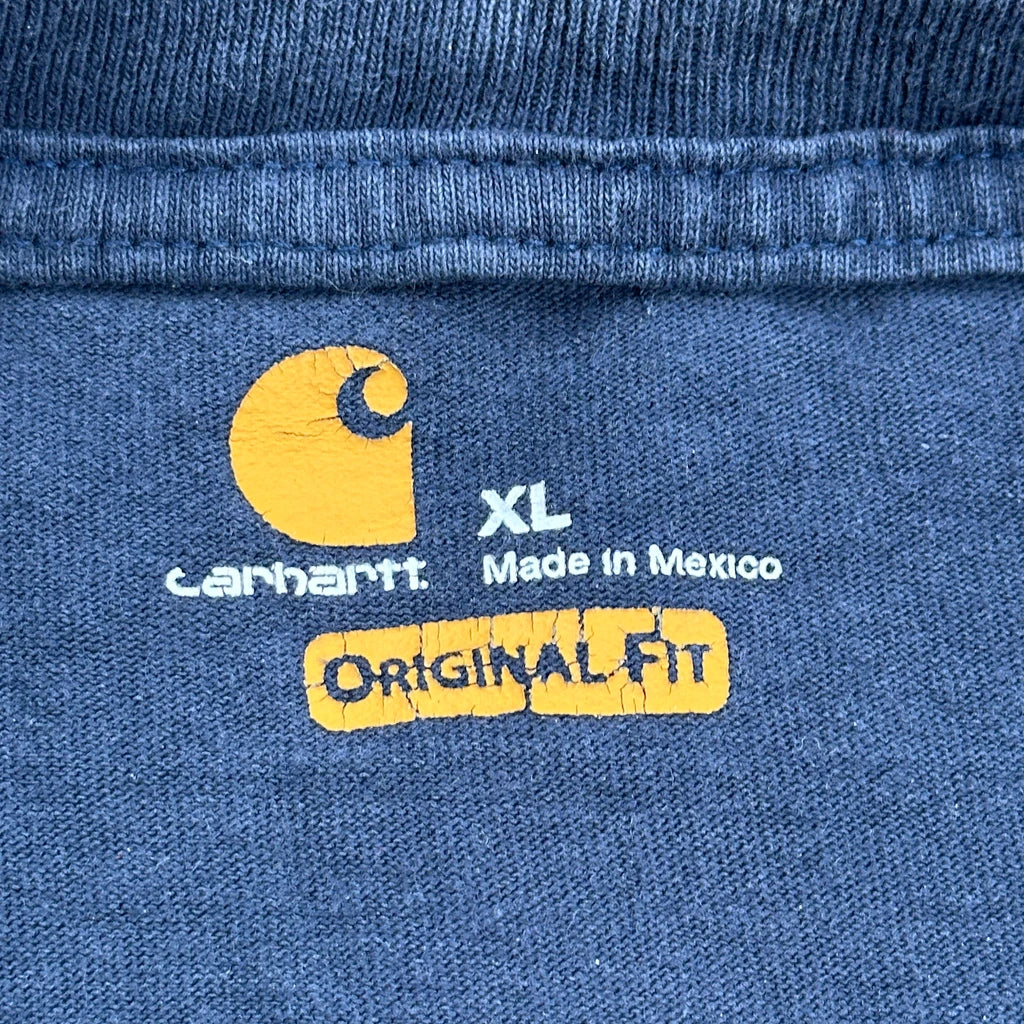 XL
carhartt
Made in Mexico
ORIGINAL FIT